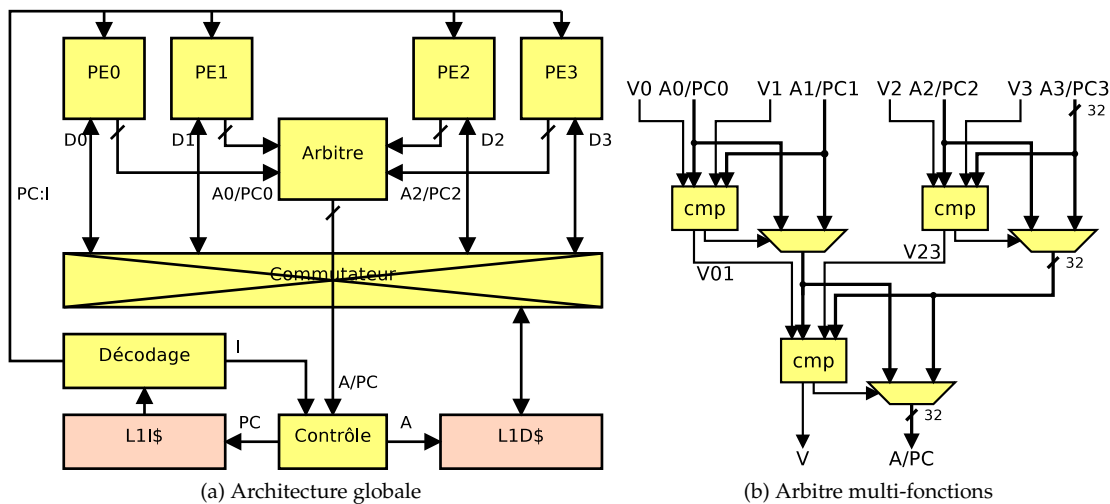 PE0
PE1
PE2
PE3
D0
D1
D2
D3
Arbitre
A0/PC0
A2/PC2
PC:I
Commutateur
Décodage
I
A/PC
L1I$
PC
Contrôle
A
L1D$
(a) Architecture globale
V0 A0/PC0
V1 A1/PC1
V2 A2/PC2
V3 A3/PC3
32
cmp
cmp
V01
V23
32
cmp
32
V
A/PC
(b) Arbitre multi-fonctions